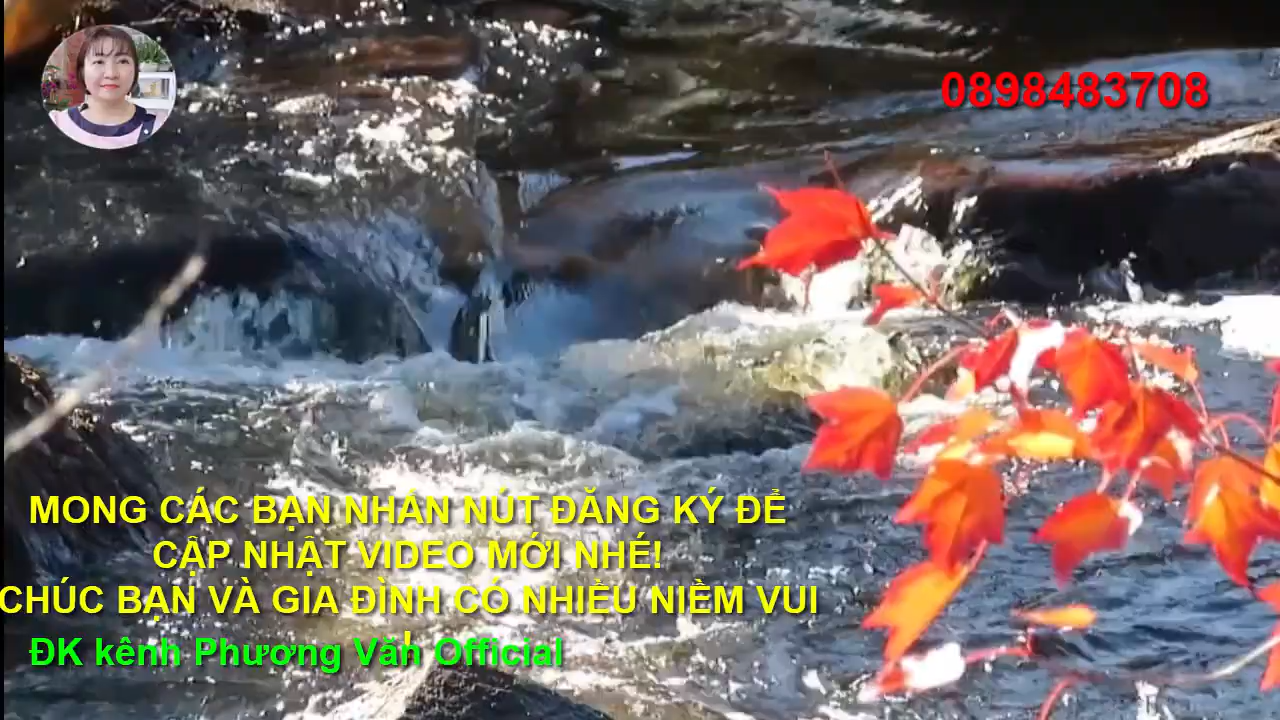 0898483708
MONG CÁC BẠN NHẤN NÚT ĐĂNG KÝ ĐỂ
CẬP NHẬT VIDEO MỚI NHÉ!
CHÚC BẠN VÀ GIA ĐÌNH CÓ NHIỀU NIỀM VUI
!
ĐK kênh Phương Văn Official